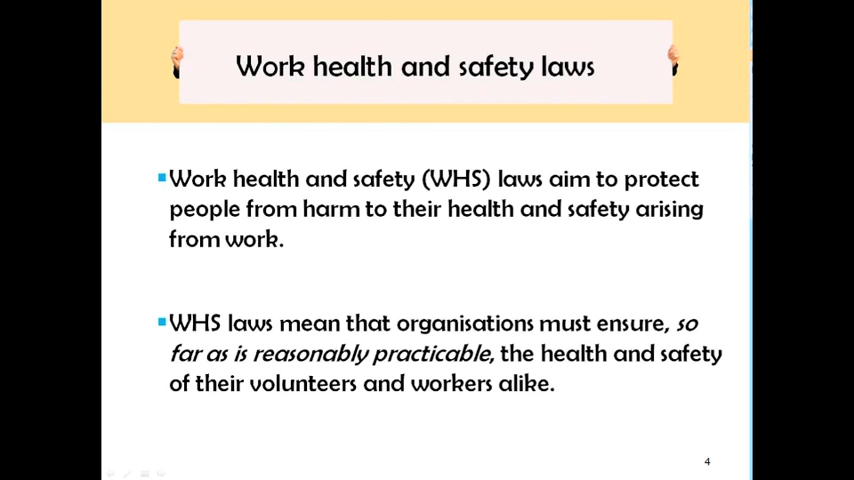 Work health and safety laws
Work health and safety (WHS) laws aim to protect
people from harm to their health and safety arising
from work.
WHS laws mean that organisations must ensure, so
far as is reasonably practicable, the health and safety
of their volunteers and workers alike.
4